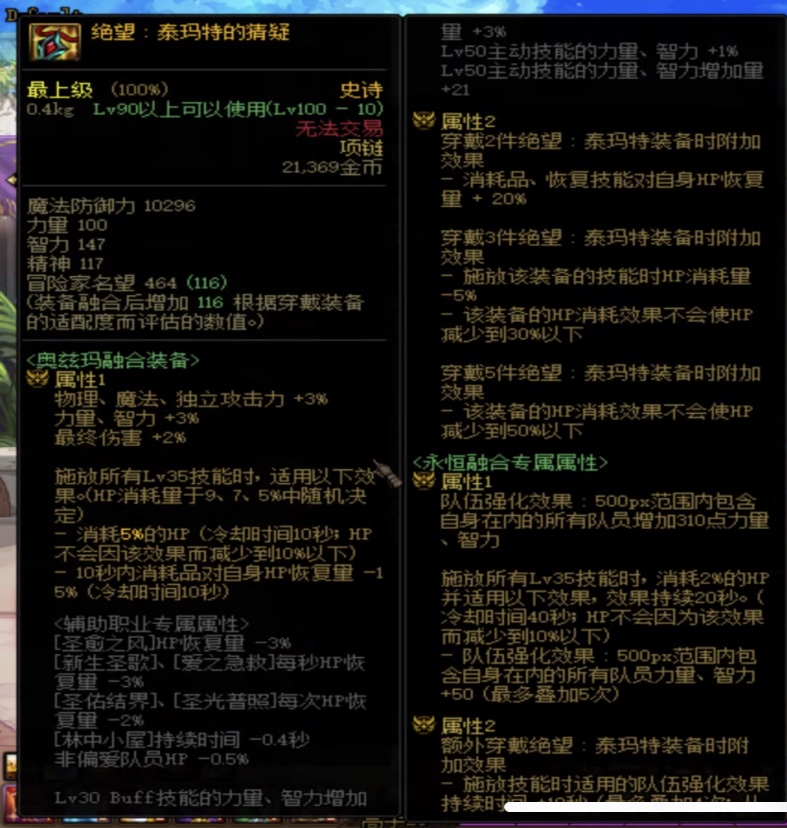 绝望：泰玛特的猜疑
最上级 （100%） 史诗
0.4kg Lv90以上可以使用(Lv100 - 10)
无法交易
项链
21,369金币
魔法防御力 10296
力量 100
智力 147
精神 117
冒险家名望 464 (116)
(装备融合后增加 116 根据穿戴装备
的适配度而评估的数值。)
<奥兹玛融合装备>
属性1
物理、魔法、独立攻击力 +3%
力量、智力 +3%
最终伤害 +2%
施放所有Lv35技能时，适用以下效
果。(HP消耗量于9、7、5%中随机决
定)
- 消耗5%的HP (冷却时间10秒；HP
不会因该效果而减少到10%以下)
- 10秒内消耗品对自身HP恢复量 -1
5% (冷却时间10秒)
<辅助职业专属属性>
[圣愈之风]HP恢复量 -3%
[新生圣歌]、[爱之急救]每秒HP恢
复量 -3%
[圣佑结界]、[圣光普照]每次HP恢
复量 -2%
[林中小屋]持续时间 -0.4秒
非偏爱队员HP -0.5%
Lv30 Buff技能的力量、智力增加
量 +3%
Lv50主动技能的力量、智力 +1%
Lv50主动技能的力量、智力增加量
+21
属性2
穿戴2件绝望：泰玛特装备时附加
效果
- 消耗品、恢复技能对自身HP恢复
量 + 20%
穿戴3件绝望：泰玛特装备时附加
效果
- 施放该装备的技能时HP消耗量
-5%
- 该装备的HP消耗效果不会使HP
减少到30%以下
穿戴5件绝望：泰玛特装备时附加
效果
- 该装备的HP消耗效果不会使HP
减少到50%以下
<永恒融合专属属性>
属性1
队伍强化效果：500px范围内包含
自身在内的所有队员增加310点力量
、智力
施放所有Lv35技能时，消耗2%的HP
并适用以下效果，效果持续20秒。(
冷却时间40秒；HP不会因为该效果
而减少到10%以下)
- 队伍强化效果：500px范围内包
含自身在内的所有队员力量、智力
+50 (最多叠加5次)
属性2
额外穿戴绝望：泰玛特装备时附
加效果
- 施放技能时适用的队伍强化效果
持续时